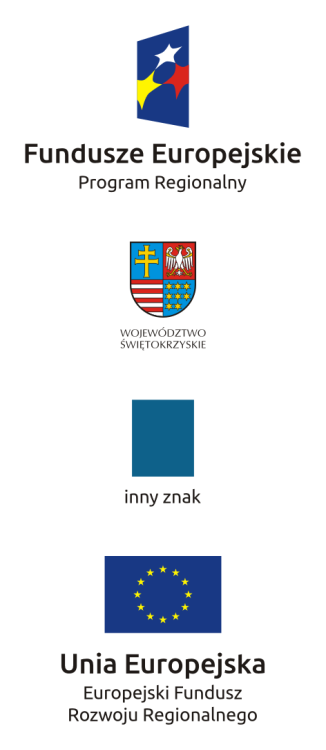 Fundusze Europejskie
Program Regionalny
WOJEWÓDZTWO
ŚWIĘTOKRZYSKIE
inny znak
Unia Europejska
Europejski Fundusz
Rozwoju Regionalnego